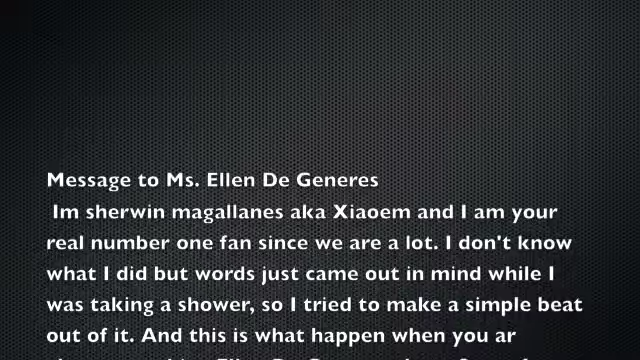 Message to Ms. Ellen De Generes
Im sherwin magallanes aka Xiaoem and I am your
real number one fan since we are a lot. I don't know
what I did but words just came out in mind while I
was taking a shower, so I tried to make a simple beat
out of it. And this is what happen when you ar